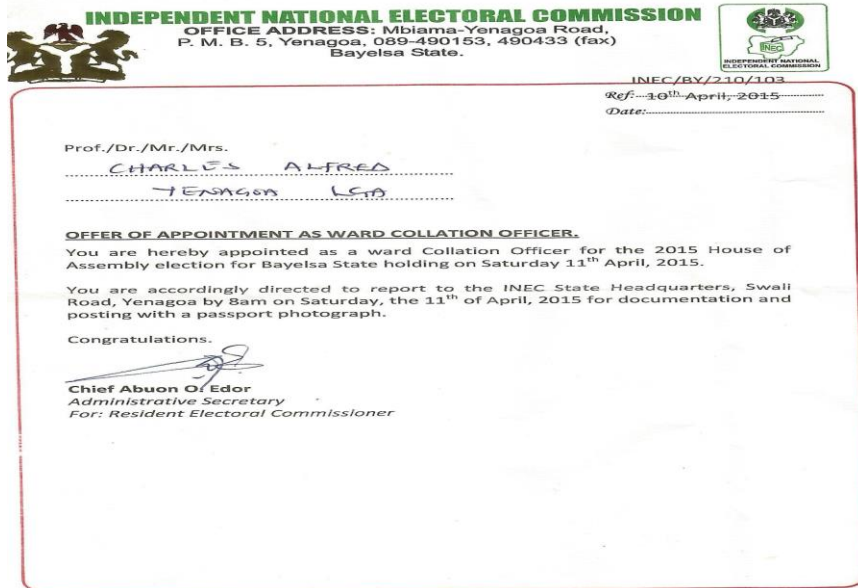 INDEPENDENT NATIONAL ELECTORAL COMMISSION
OFFICE ADDRESS: Mbiama-Yenagoa Road,
P. M. B. 5, Yenagoa, 089-490153, 490433 (fax)
Bayelsa State.
INEC
INDEPENDENT NATIONAL
ELECTORAL COMMISSION
INEC/BY/210/103
Ref: 10th April, 2015
Date:
Prof./Dr./Mr./Mrs.
CHARLES ALFRED
YENAGOA LGA
OFFER OF APPOINTMENT AS WARD COLLATION OFFICER.
You are hereby appointed as a ward Collation Officer for the 2015 House of
Assembly election for Bayelsa State holding on Saturday 11th April, 2015.
You are accordingly directed to report to the INEC State Headquarters, Swali
Road, Yenagoa by 8am on Saturday, the 11th of April, 2015 for documentation and
posting with a passport photograph.
Congratulations.
Chief Abuon O. Edor
Administrative Secretary
For: Resident Electoral Commissioner